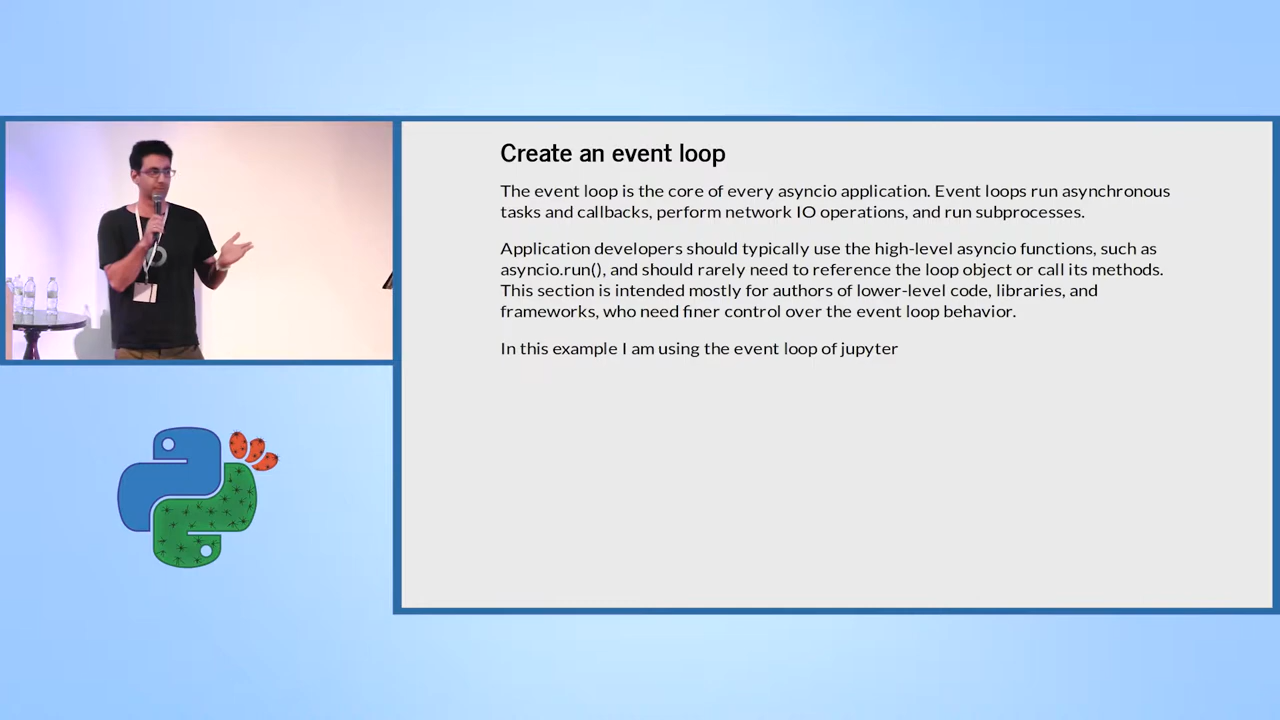 Create an event loop
The event loop is the core of every asyncio application. Event loops run asynchronous
tasks and callbacks, perform network IO operations, and run subprocesses.
Application developers should typically use the high-level asyncio functions, such as
asyncio.run(), and should rarely need to reference the loop object or call its methods.
This section is intended mostly for authors of lower-level code, libraries, and
frameworks, who need finer control over the event loop behavior.
In this example I am using the event loop of jupyter